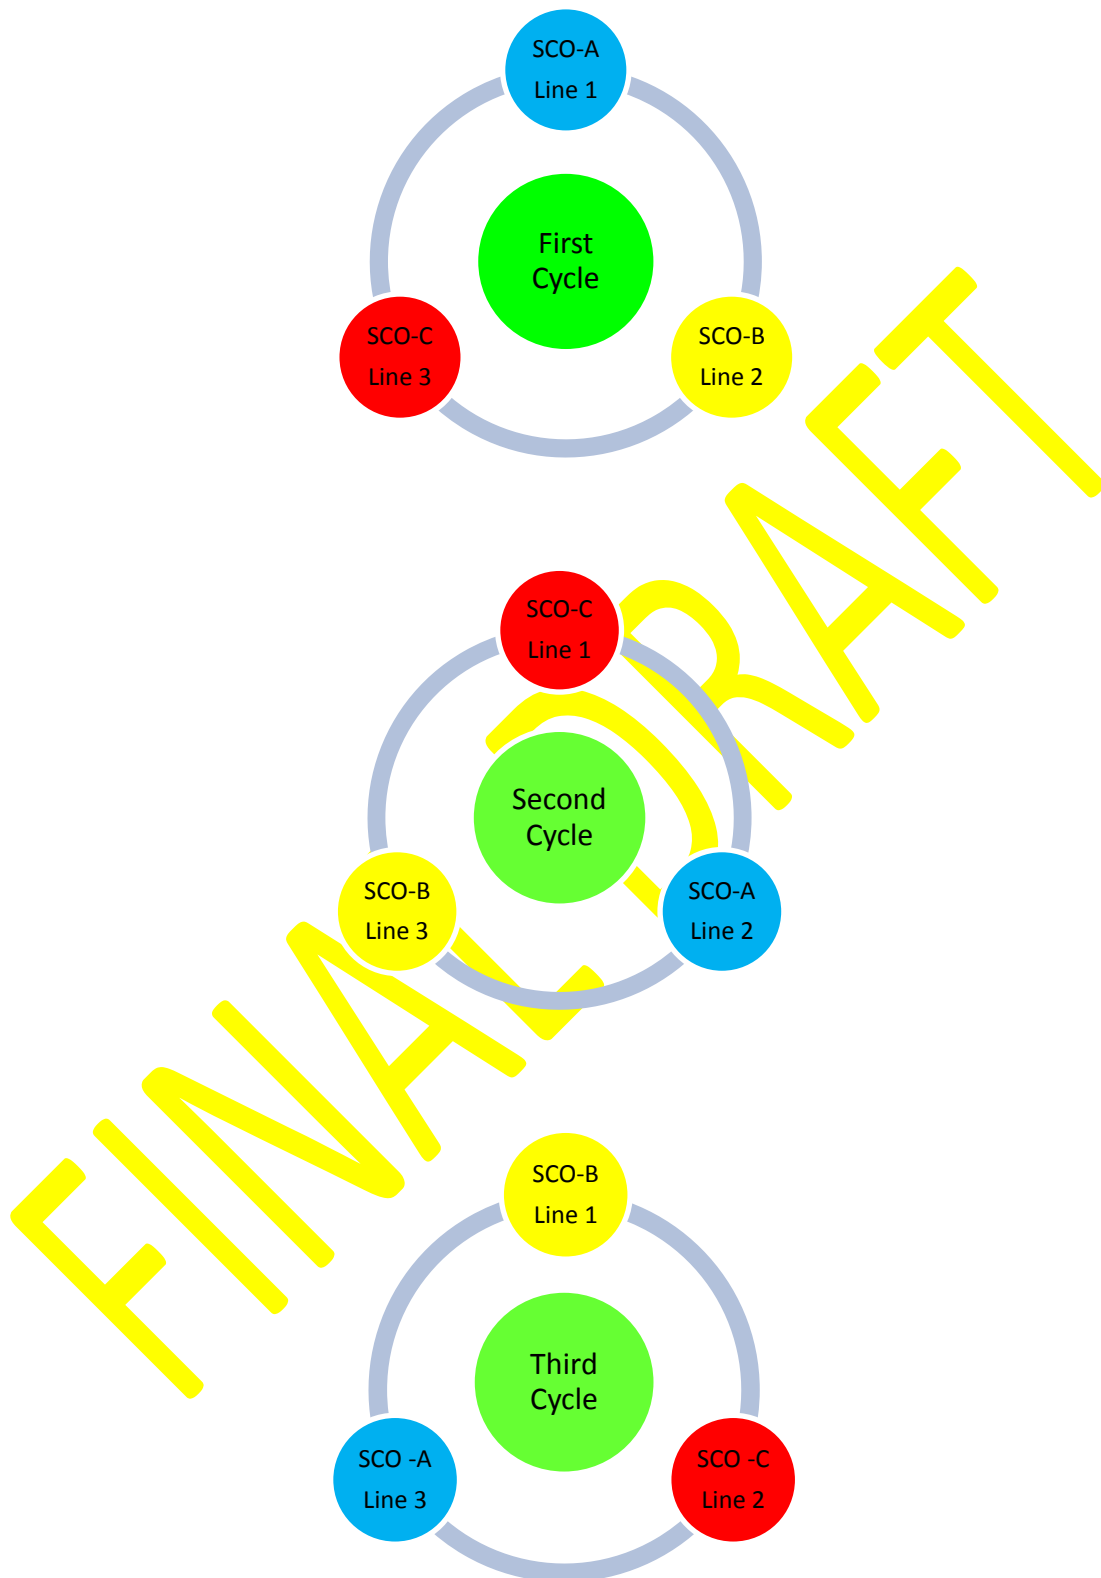 SCO-A
Line 1
First
Cycle
SCO-C
Line 3
SCO-B
Line 2
SCO-C
Line 1
Second
Cycle
SCO-B
Line 3
SCO-A
Line 2
SCO-B
Line 1
Third
Cycle
SCO -A
Line 3
SCO -C
Line 2
FINAL DRAFT